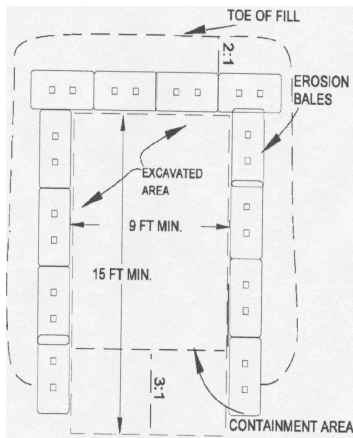 TOE OF FILL
2:1
EROSION
BALES
EXCAVATED
AREA
9 FT MIN.
15 FT MIN.
3:1
CONTAINMENT AREA